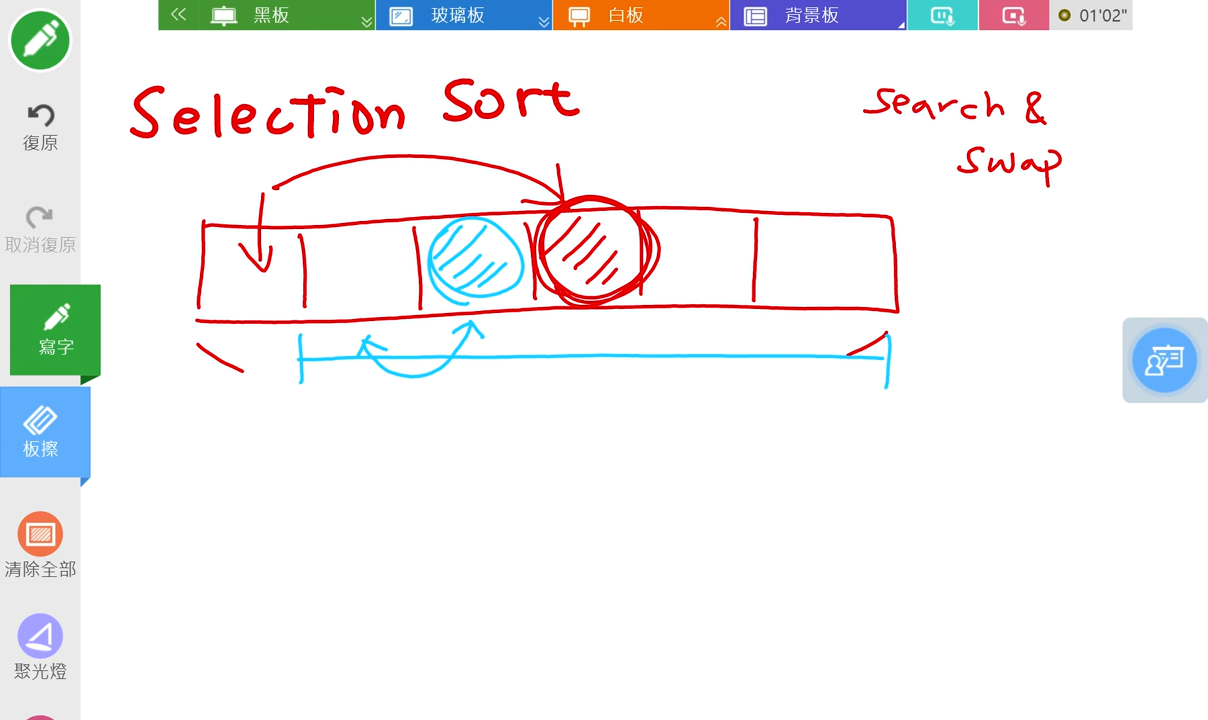 黑板
玻璃板
白板
背景板
01'02"
復原
取消復原
寫字
板擦
清除全部
聚光燈
Selection Sort
Search &
Swap